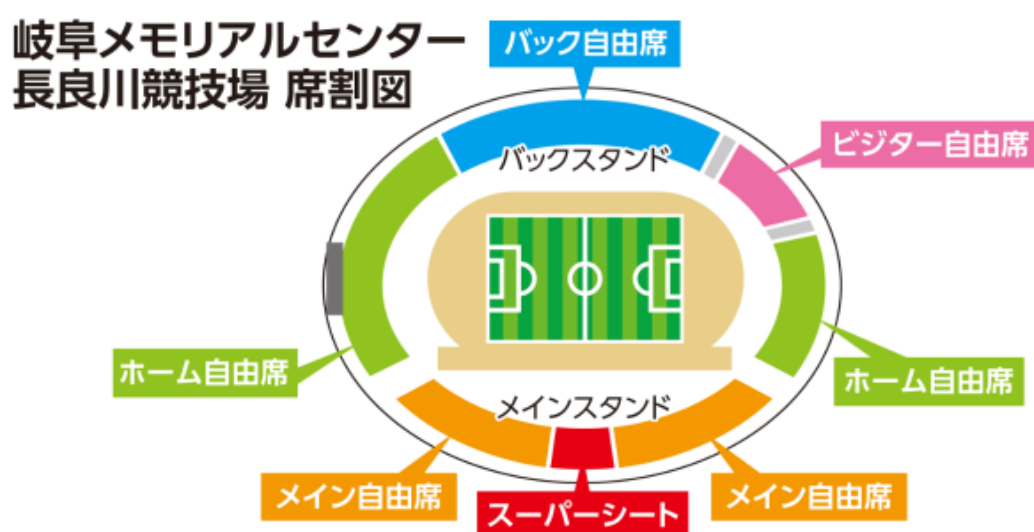 岐阜メモリアルセンター
長良川競技場 席割図
バック自由席
ビジター自由席
バックスタンド
ホーム自由席
ホーム自由席
メインスタンド
メイン自由席
スーパーシート
メイン自由席